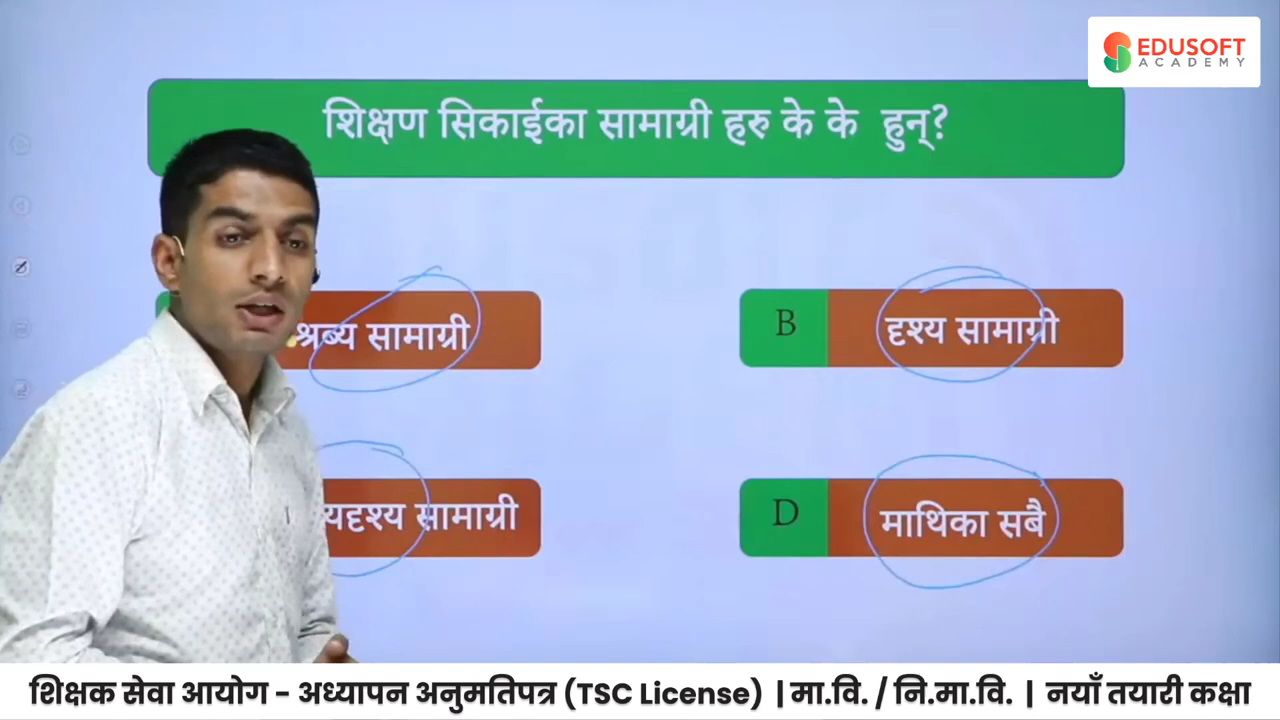 EDUSOFT
ACADEMY
शिक्षण सिकाईका सामाग्री हरु के के हुन्?
श्रब्य सामाग्री
B
दृश्य सामाग्री
सामाग्री
D
माथिका सबै
शिक्षक सेवा आयोग - अध्यापन अनुमतिपत्र (TSC License) | मा.वि. / नि.मा.वि. | नयाँ तयारी कक्षा